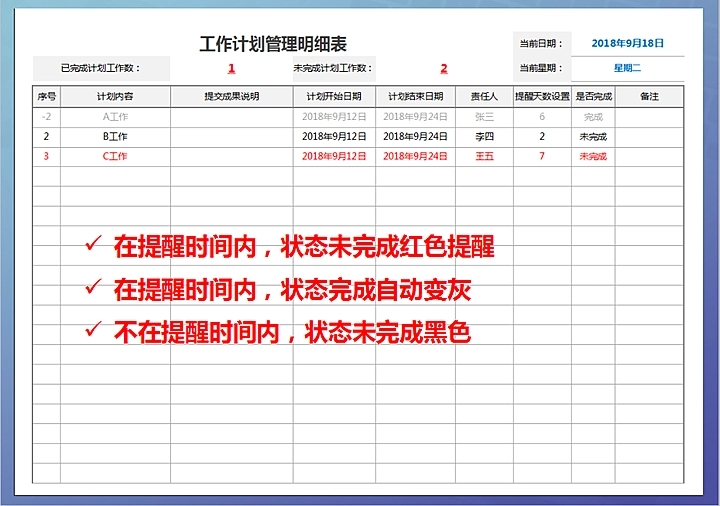 工作计划管理明细表
当前日期： 2018年9月18日
已完成计划工作数： 1 未完成计划工作数： 2 当前星期： 星期二
序号 计划内容 提交成果说明 计划开始日期 计划结束日期 责任人 提醒天数设置 是否完成 备注
-2 A工作 2018年9月12日 2018年9月24日 张三 6 完成
2 B工作 2018年9月12日 2018年9月24日 李四 2 未完成
3 C工作 2018年9月12日 2018年9月24日 王五 7 未完成
✓ 在提醒时间内，状态未完成红色提醒
✓ 在提醒时间内，状态完成自动变灰
✓ 不在提醒时间内，状态未完成黑色